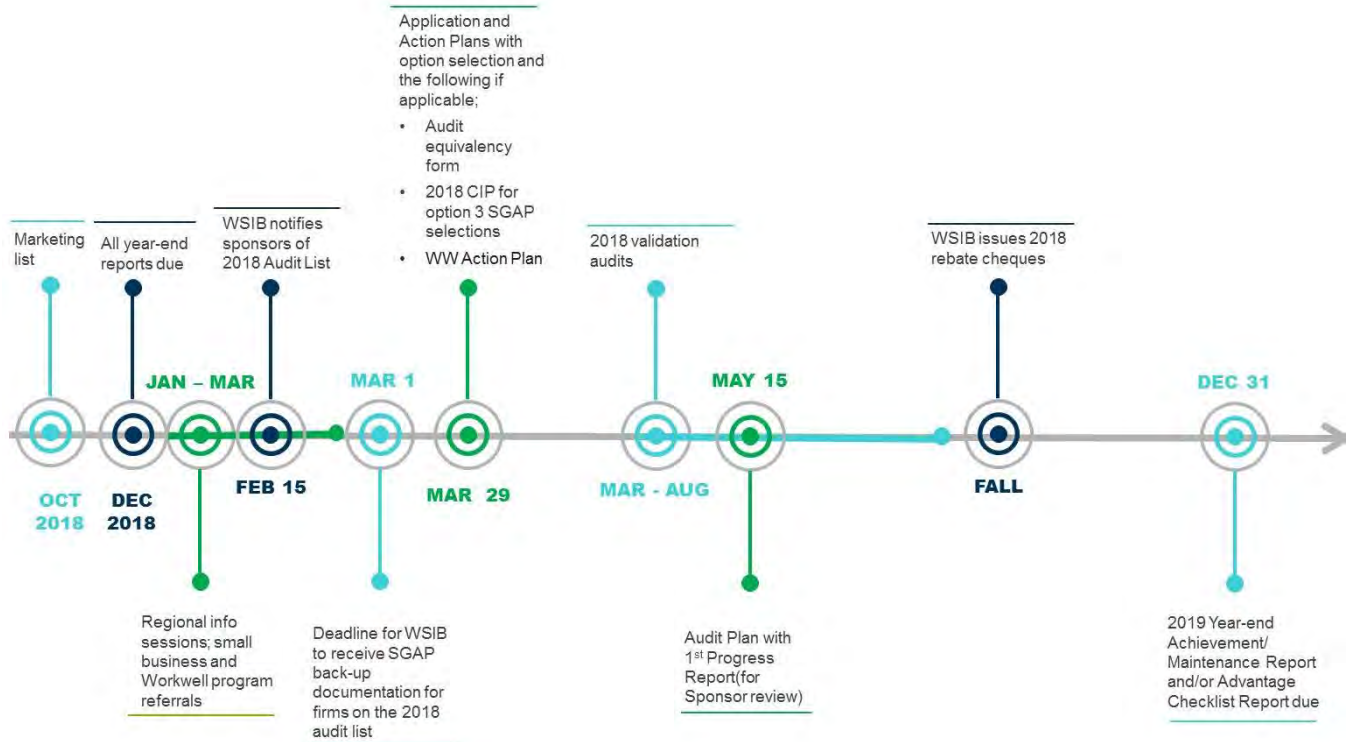 Application and
Action Plans with
option selection and
the following if
applicable;
• Audit
equivalency
form
• 2018 CIP for
option 3 SGAP
selections
• WW Action Plan
Marketing
list
All year-end
reports due
WSIB notifies
sponsors of
2018 Audit List
2018 validation
audits
WSIB issues 2018
rebate cheques
JAN – MAR
MAR 1
MAY 15
DEC 31
OCT
2018
DEC
2018
FEB 15
MAR 29
MAR - AUG
FALL
Regional info
sessions; small
business and
Workwell program
referrals
Deadline for WSIB
to receive SGAP
back-up
documentation for
firms on the 2018
audit list
Audit Plan with
1st Progress
Report(for
Sponsor review)
2019 Year-end
Achievement/
Maintenance Report
and/or Advantage
Checklist Report due